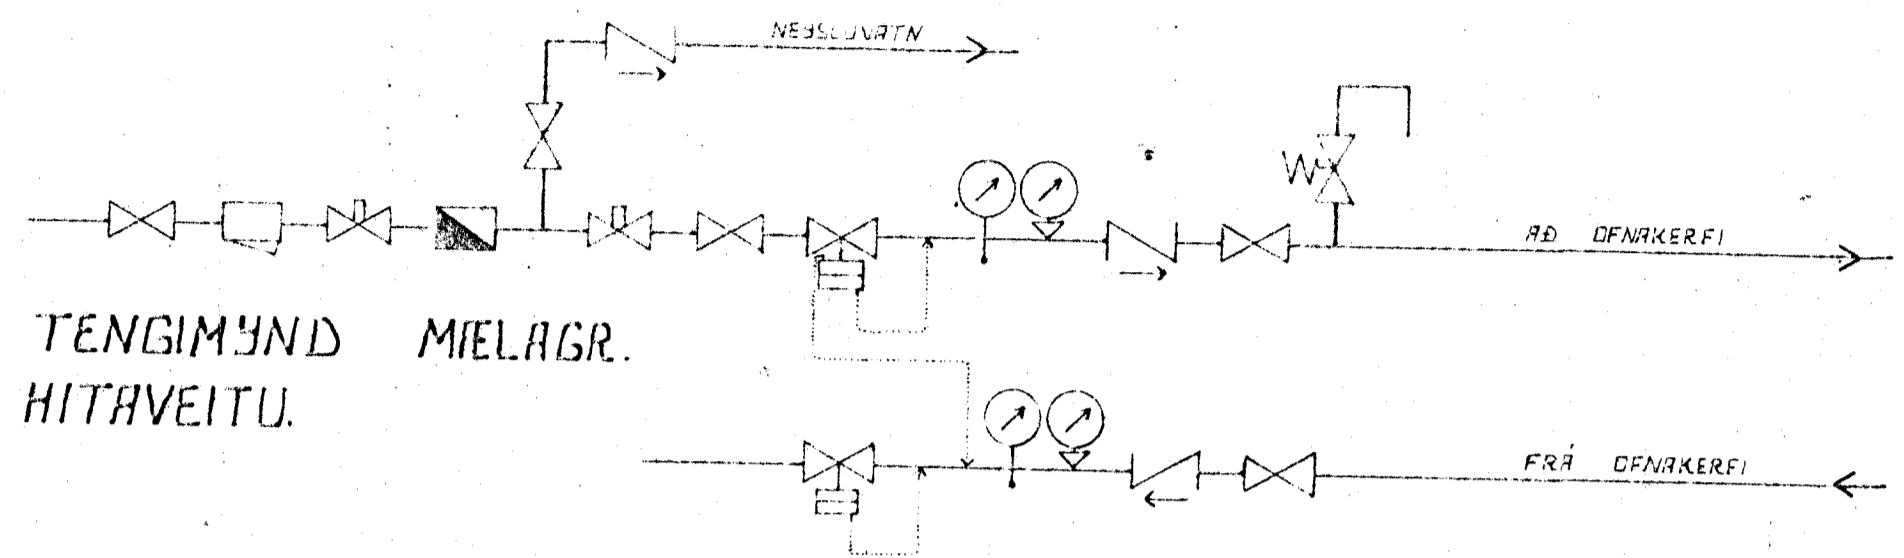 NEYSLUVATN
AÐ OFNAKERFI
TENGIMYND MÆLAGR.
HITAVEITU.
FRÁ OFNAKERFI